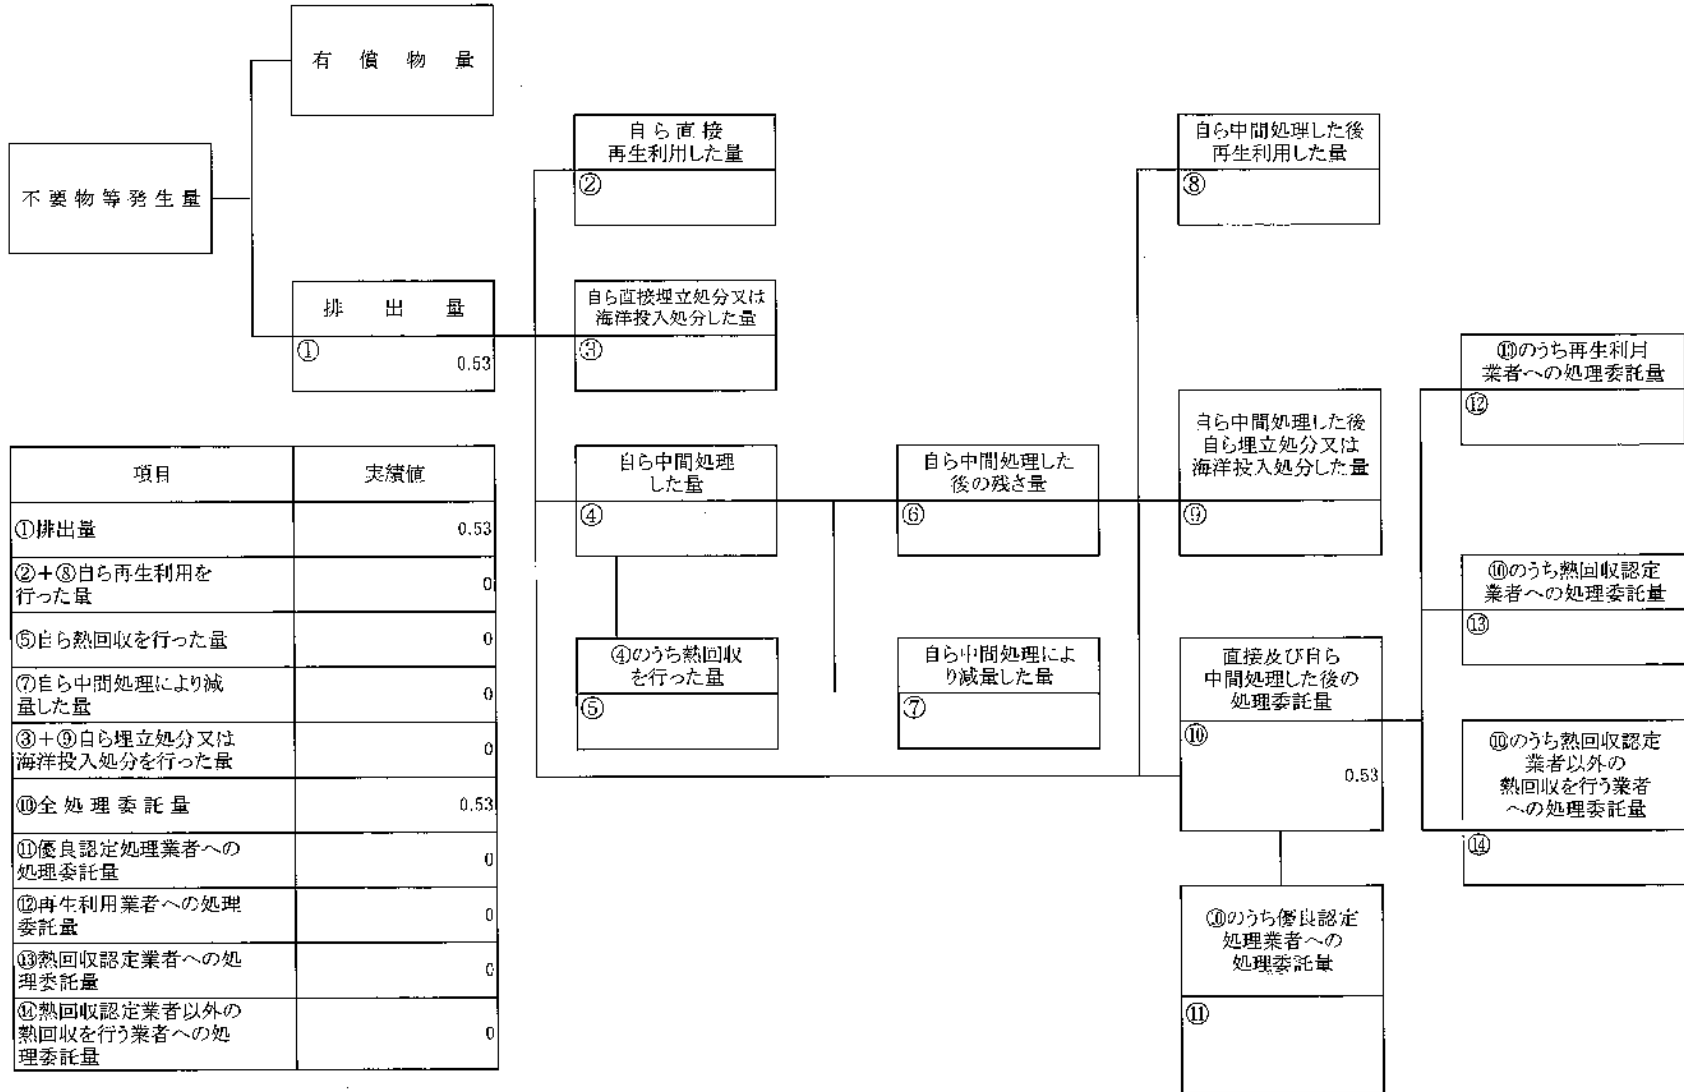 有償物量
不要物等発生量
排出量
①
0.53
自ら直接
再生利用した量
②
自ら直接埋立処分又は
海洋投入処分した量
③
自ら中間処理
した量
④
④のうち熱回収
を行った量
⑤
自ら中間処理した
後の残さ量
⑥
自ら中間処理によ
り減量した量
⑦
自ら中間処理した後
再生利用した量
⑧
自ら中間処理した後
自ら埋立処分又は
海洋投入処分した量
⑨
直接及び自ら
中間処理した後の
処理委託量
⑩
0.53
⑩のうち優良認定
処理業者への
処理委託量
⑪
⑩のうち再生利用
業者への処理委託量
⑫
⑩のうち熱回収認定
業者への処理委託量
⑬
⑩のうち熱回収認定
業者以外の
熱回収を行う業者
への処理委託量
⑭
項目 実績値
①排出量 0.53
②+⑧自ら再生利用を
行った量 0
⑤自ら熱回収を行った量 0
⑦自ら中間処理により減
量した量 0
③+⑨自ら埋立処分又は
海洋投入処分を行った量 0
⑩全処理委託量 0.53
⑪優良認定処理業者への
処理委託量 0
⑫再生利用業者への処理
委託量 0
⑬熱回収認定業者への処
理委託量 0
⑭熱回収認定業者以外の
熱回収を行う業者への処
理委託量 0